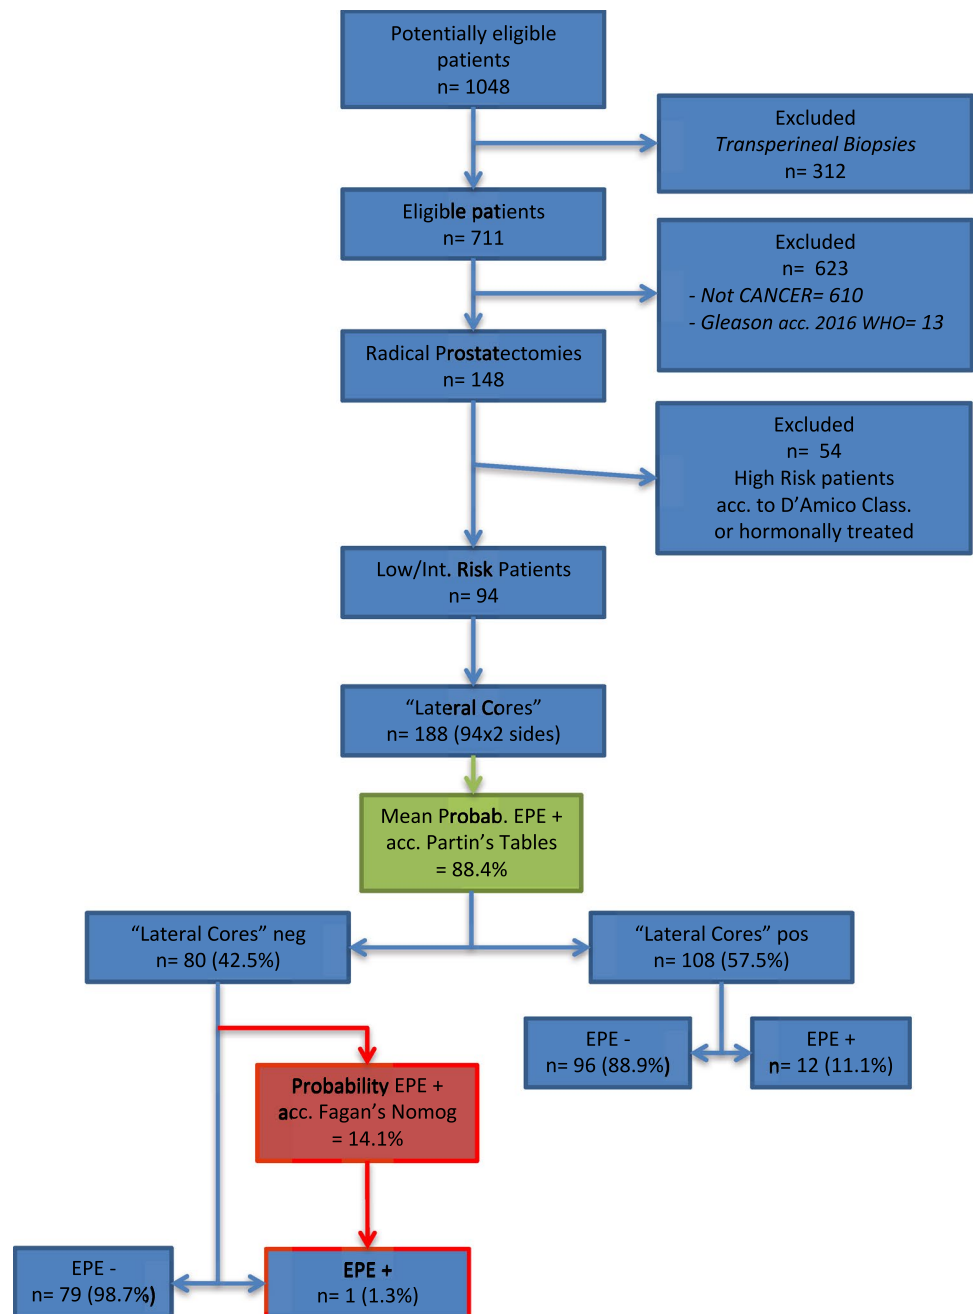 Potentially eligible
patients
n= 1048
Excluded
Transperineal Biopsies
n= 312
Eligible patients
n= 711
Excluded
n=  623
- Not CANCER= 610
- Gleason acc. 2016 WHO= 13
Radical Prostatectomies
n= 148
Excluded
n=  54
High Risk patients
acc. to D’Amico Class.
or hormonally treated
Low/Int. Risk Patients
n= 94
“Lateral Cores”
n= 188 (94x2 sides)
Mean Probab. EPE +
acc. Partin’s Tables
= 88.4%
“Lateral Cores” neg
n= 80 (42.5%)
“Lateral Cores” pos
n= 108 (57.5%)
EPE -
n= 96 (88.9%)
EPE +
n= 12 (11.1%)
Probability EPE +
acc. Fagan’s Nomog
= 14.1%
EPE -
n= 79 (98.7%)
EPE +
n= 1 (1.3%)